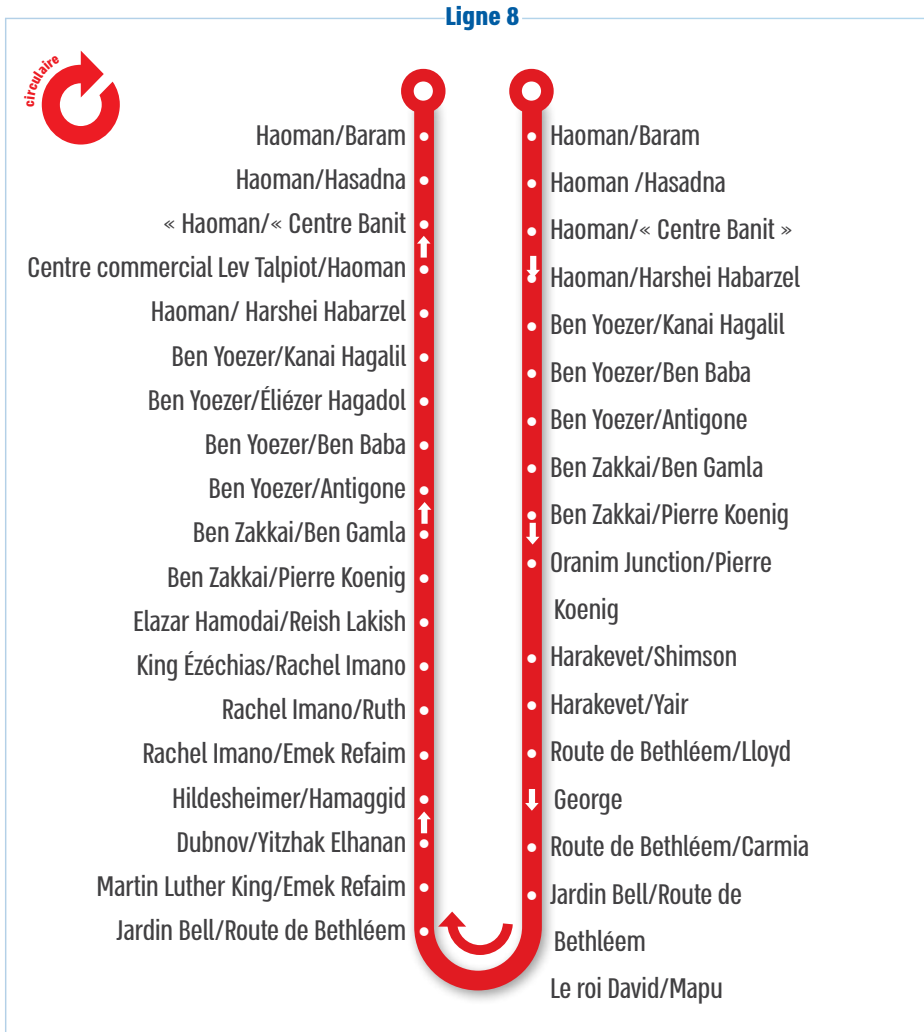 Ligne 8
circulaire
Haoman/Baram
Haoman/Hasadna
« Haoman/« Centre Banit
Centre commercial Lev Talpiot/Haoman
Haoman/ Harshei Habarzel
Ben Yoezer/Kanai Hagalil
Ben Yoezer/Éliézer Hagadol
Ben Yoezer/Ben Baba
Ben Yoezer/Antigone
Ben Zakkai/Ben Gamla
Ben Zakkai/Pierre Koenig
Elazar Hamodai/Reish Lakish
King Ézéchias/Rachel Imano
Rachel Imano/Ruth
Rachel Imano/Emek Refaim
Hildesheimer/Hamaggid
Dubnov/Yitzhak Elhanan
Martin Luther King/Emek Refaim
Jardin Bell/Route de Bethléem
Haoman/Baram
Haoman /Hasadna
Haoman/« Centre Banit »
Haoman/Harshei Habarzel
Ben Yoezer/Kanai Hagalil
Ben Yoezer/Ben Baba
Ben Yoezer/Antigone
Ben Zakkai/Ben Gamla
Ben Zakkai/Pierre Koenig
Oranim Junction/Pierre
Koenig
Harakevet/Shimson
Harakevet/Yair
Route de Bethléem/Lloyd
George
Route de Bethléem/Carmia
Jardin Bell/Route de
Bethléem
Le roi David/Mapu